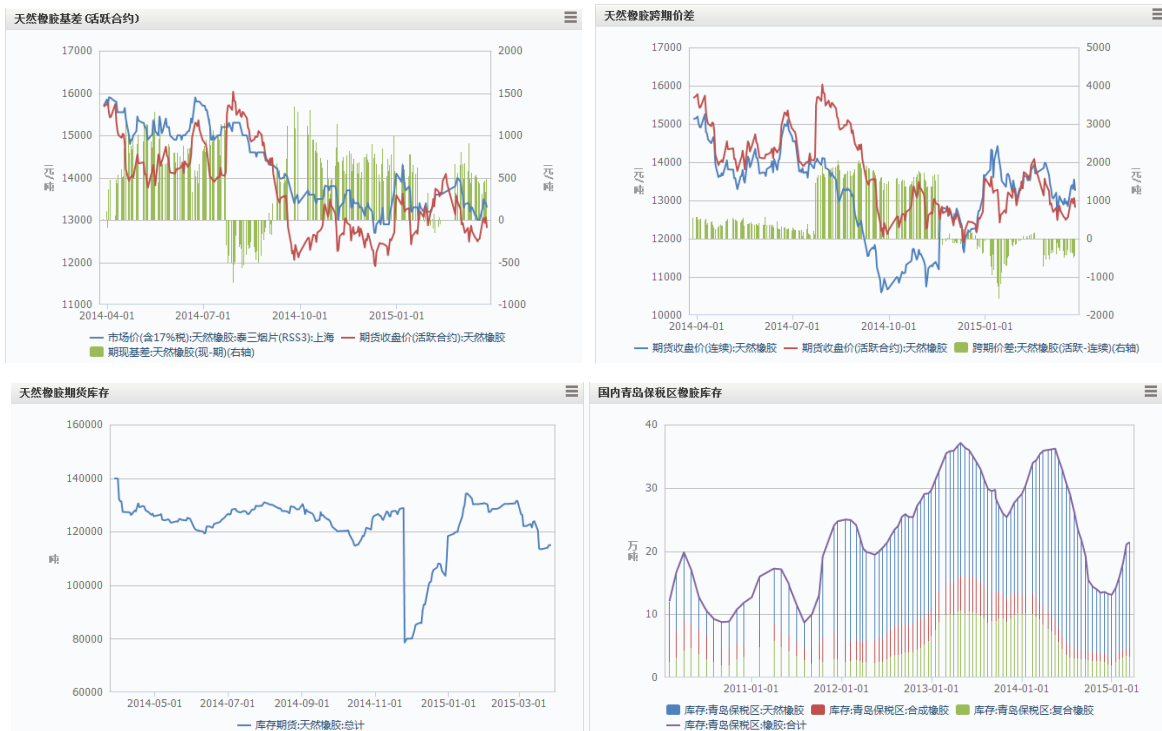 天然橡胶基差(活跃合约)
17000
16000
15000
14000
13000
12000
11000
2000
1500
1000
500
0
-500
-1000
元/吨
元/吨
2014-04-01 2014-07-01 2014-10-01 2015-01-01
市场价(含17%税):天然橡胶:泰三烟片(RSS3):上海 期货收盘价(活跃合约):天然橡胶
期现基差:天然橡胶(现-期)(右轴)
天然橡胶跨期价差
17000
16000
15000
14000
13000
12000
11000
10000
5000
4000
3000
2000
1000
0
-1000
-2000
元/吨
元/吨
2014-04-01 2014-07-01 2014-10-01 2015-01-01
期货收盘价(连续):天然橡胶 期货收盘价(活跃合约):天然橡胶 跨期价差:天然橡胶(活跃-连续)(右轴)
天然橡胶期货库存
160000
140000
120000
100000
80000
60000
吨
2014-05-01 2014-07-01 2014-09-01 2014-11-01 2015-01-01 2015-03-01
库存期货:天然橡胶:总计
国内青岛保税区橡胶库存
40
30
20
10
0
万吨
2011-01-01 2012-01-01 2013-01-01 2014-01-01 2015-01-01
库存:青岛保税区:天然橡胶 库存:青岛保税区:合成橡胶 库存:青岛保税区:复合橡胶
库存:青岛保税区:橡胶:合计